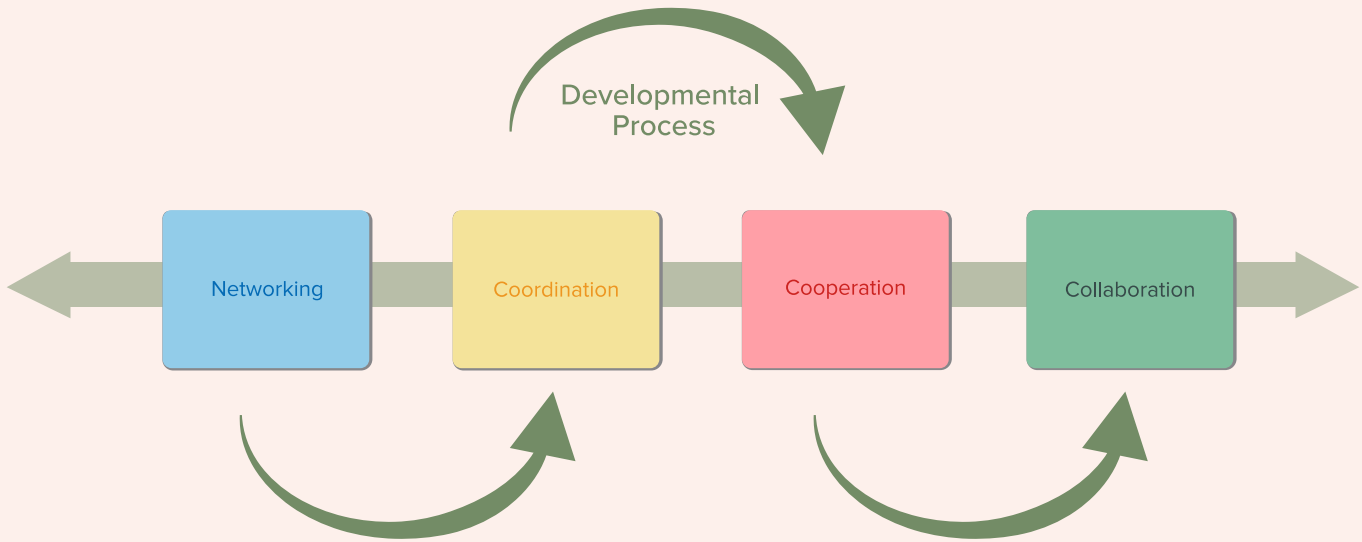 Developmental
Process
Networking
Coordination
Cooperation
Collaboration